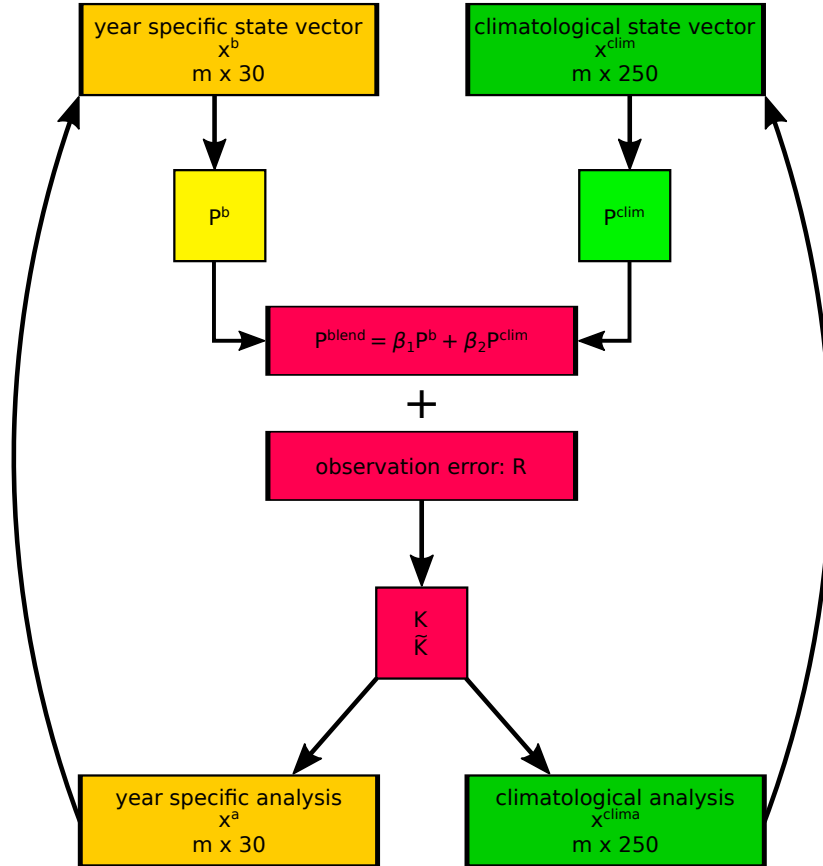 year specific state vector
x^b
m x 30
climatological state vector
x^clim
m x 250
P^b
P^clim
P^blend = β₁P^b + β₂P^clim
+
observation error: R
K
K̃
year specific analysis
x^a
m x 30
climatological analysis
x^clima
m x 250